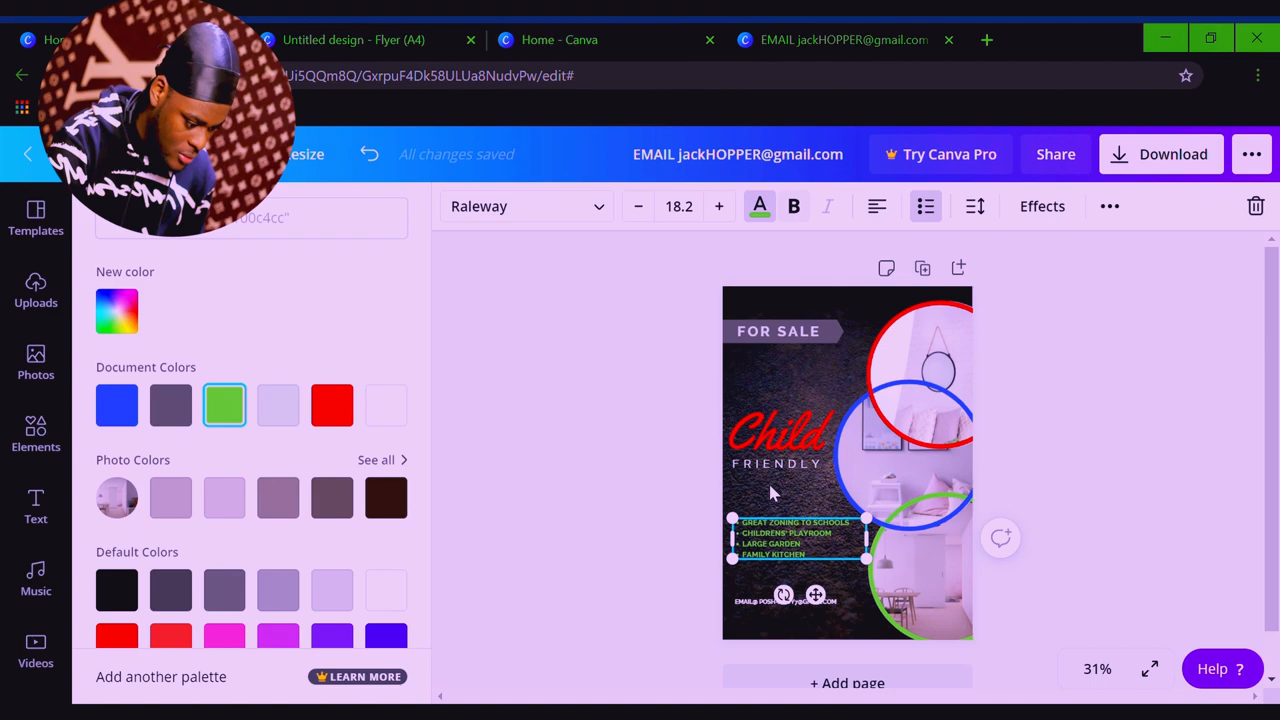 Hom
Untitled design - Flyer (A4)
Home - Canva
EMAIL jackHOPPER@gmail.com
Ui5QQm8Q/GxrpuF4Dk58ULUa8NudvPw/edit#
esize
All changes saved
EMAIL jackHOPPER@gmail.com
Try Canva Pro
Share
Download
Templates
Uploads
Photos
Elements
Text
Music
Videos
00c4cc"
Raleway
18.2
A
B
I
Effects
New color
Document Colors
Photo Colors
See all
Default Colors
Add another palette
LEARN MORE
FOR SALE
Child
FRIENDLY
• GREAT ZONING TO SCHOOLS
• CHILDRENS' PLAYROOM
• LARGE GARDEN
• FAMILY KITCHEN
+ Add page
31%
Help ?